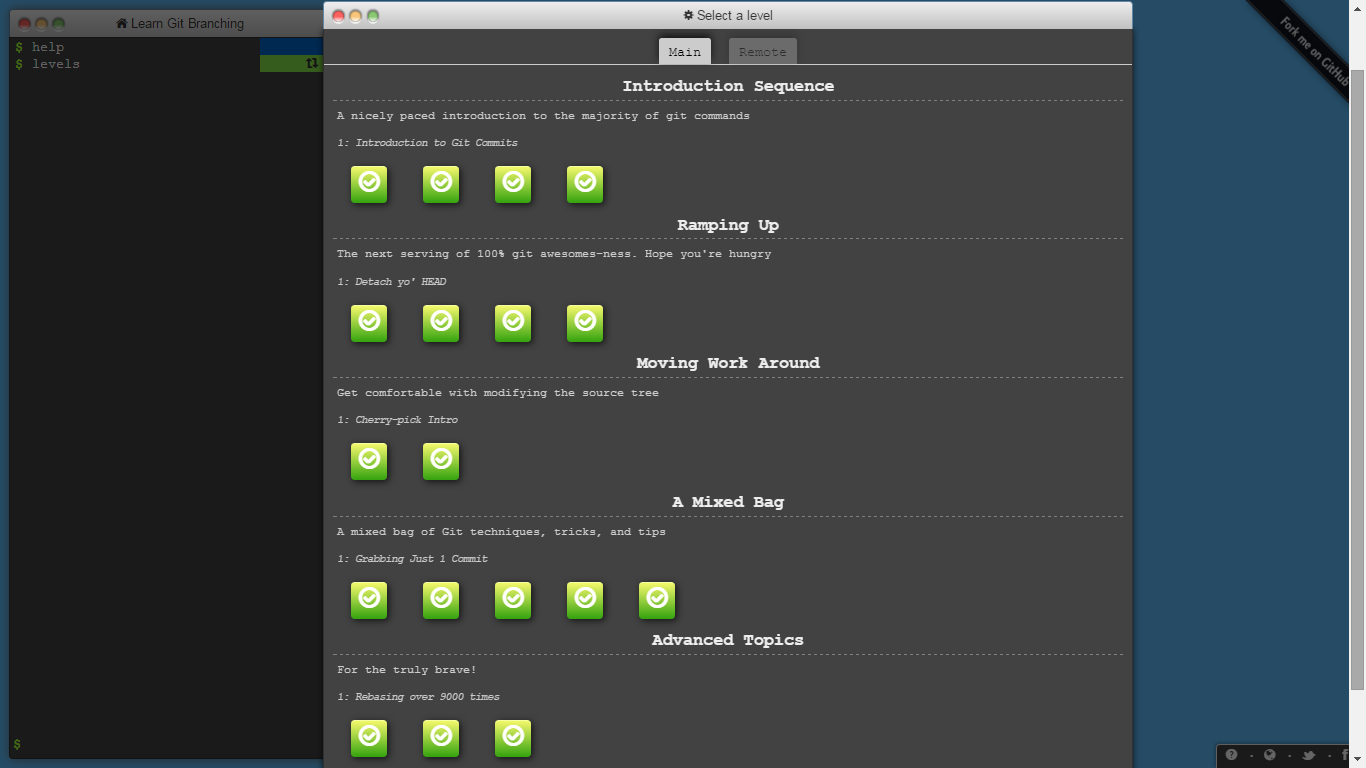 Learn Git Branching
$ help
$ levels
$
Select a level
Main
Remote
Introduction Sequence
A nicely paced introduction to the majority of git commands
1: Introduction to Git Commits
Ramping Up
The next serving of 100% git awesomes-ness. Hope you're hungry
1: Detach yo' HEAD
Moving Work Around
Get comfortable with modifying the source tree
1: Cherry-pick Intro
A Mixed Bag
A mixed bag of Git techniques, tricks, and tips
1: Grabbing Just 1 Commit
Advanced Topics
For the truly brave!
1: Rebasing over 9000 times
Fork me on GitHub